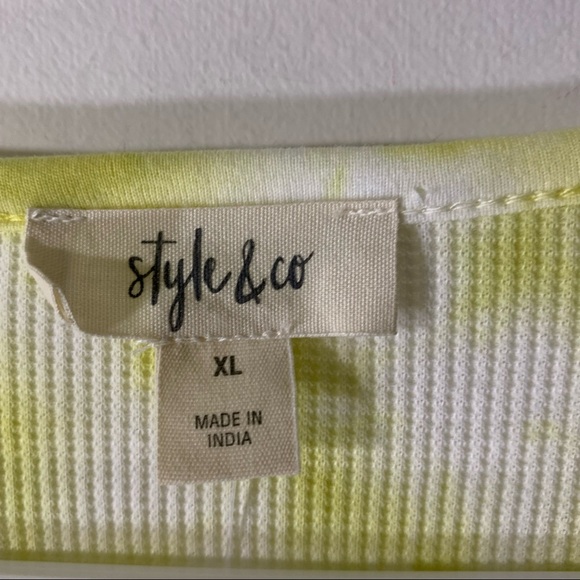 style & co
XL
MADE IN
INDIA